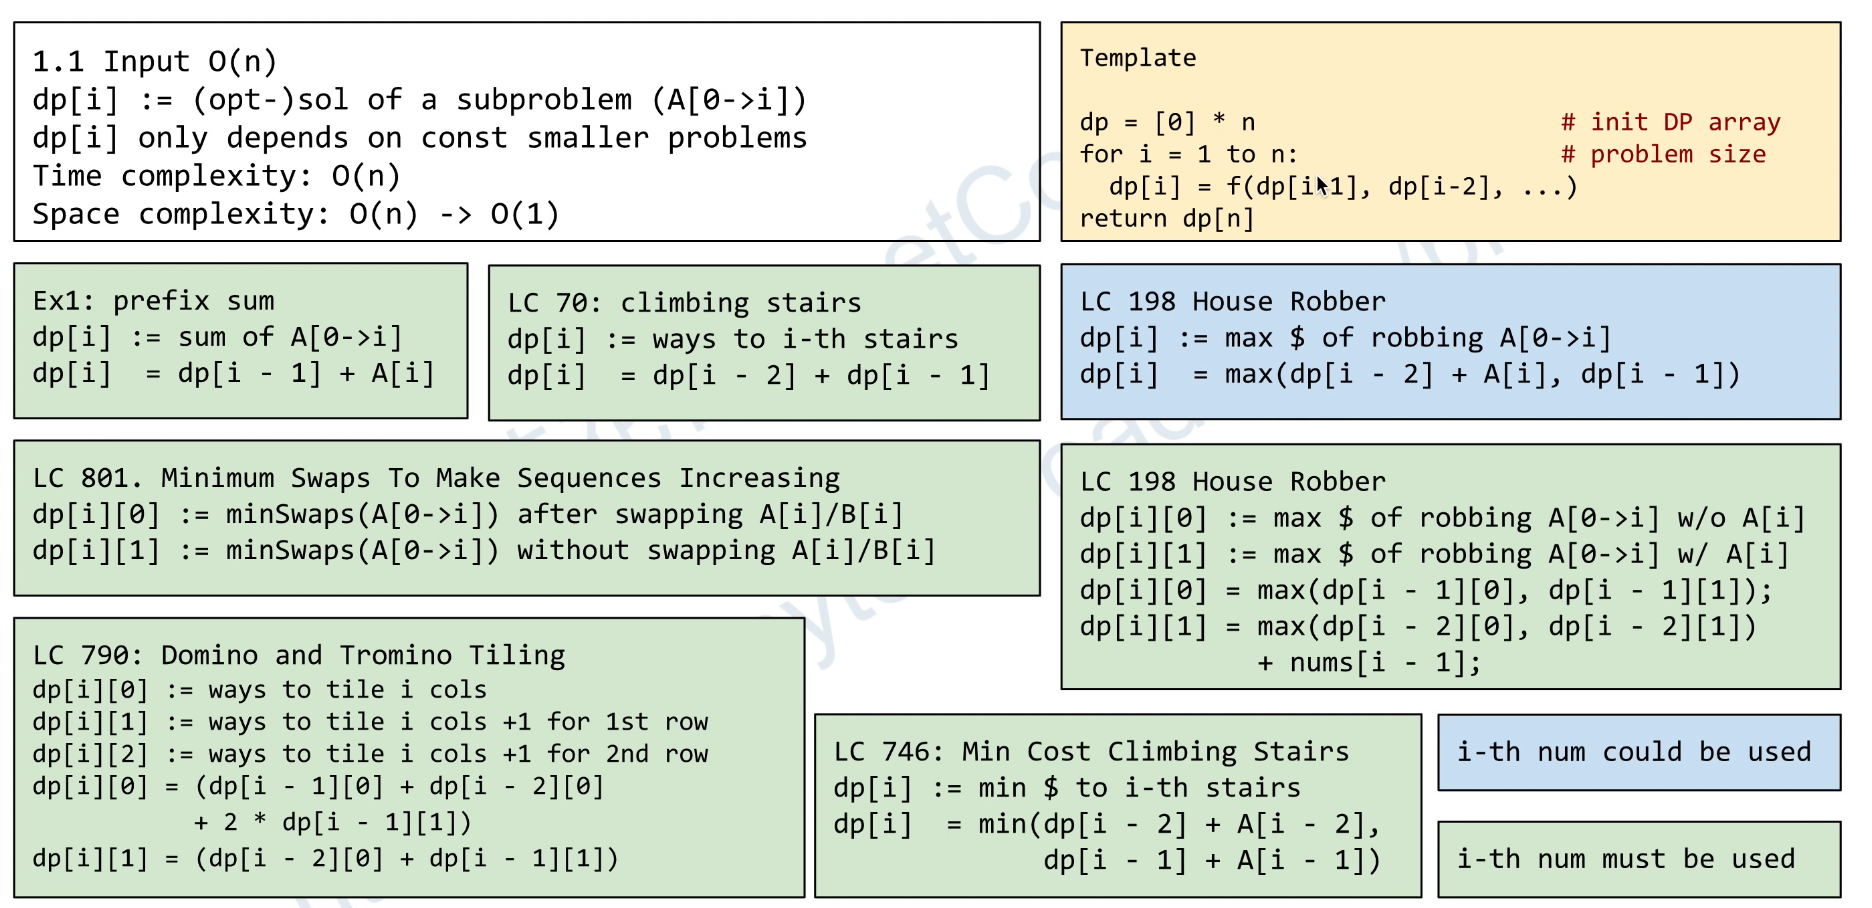 1.1 Input O(n)
dp[i] := (opt-)sol of a subproblem (A[0->i])
dp[i] only depends on const smaller problems
Time complexity: O(n)
Space complexity: O(n) -> O(1)
Template
dp = [0] * n # init DP array
for i = 1 to n: # problem size
dp[i] = f(dp[i-1], dp[i-2], ...)
return dp[n]
Ex1: prefix sum
dp[i] := sum of A[0->i]
dp[i] = dp[i - 1] + A[i]
LC 70: climbing stairs
dp[i] := ways to i-th stairs
dp[i] = dp[i - 2] + dp[i - 1]
LC 198 House Robber
dp[i] := max $ of robbing A[0->i]
dp[i] = max(dp[i - 2] + A[i], dp[i - 1])
LC 801. Minimum Swaps To Make Sequences Increasing
dp[i][0] := minSwaps(A[0->i]) after swapping A[i]/B[i]
dp[i][1] := minSwaps(A[0->i]) without swapping A[i]/B[i]
LC 198 House Robber
dp[i][0] := max $ of robbing A[0->i] w/o A[i]
dp[i][1] := max $ of robbing A[0->i] w/ A[i]
dp[i][0] = max(dp[i - 1][0], dp[i - 1][1]);
dp[i][1] = max(dp[i - 2][0], dp[i - 2][1])
+ nums[i - 1];
LC 790: Domino and Tromino Tiling
dp[i][0] := ways to tile i cols
dp[i][1] := ways to tile i cols +1 for 1st row
dp[i][2] := ways to tile i cols +1 for 2nd row
dp[i][0] = (dp[i - 1][0] + dp[i - 2][0]
+ 2 * dp[i - 1][1])
dp[i][1] = (dp[i - 2][0] + dp[i - 1][1])
LC 746: Min Cost Climbing Stairs
dp[i] := min $ to i-th stairs
dp[i] = min(dp[i - 2] + A[i - 2],
dp[i - 1] + A[i - 1])
i-th num could be used
i-th num must be used